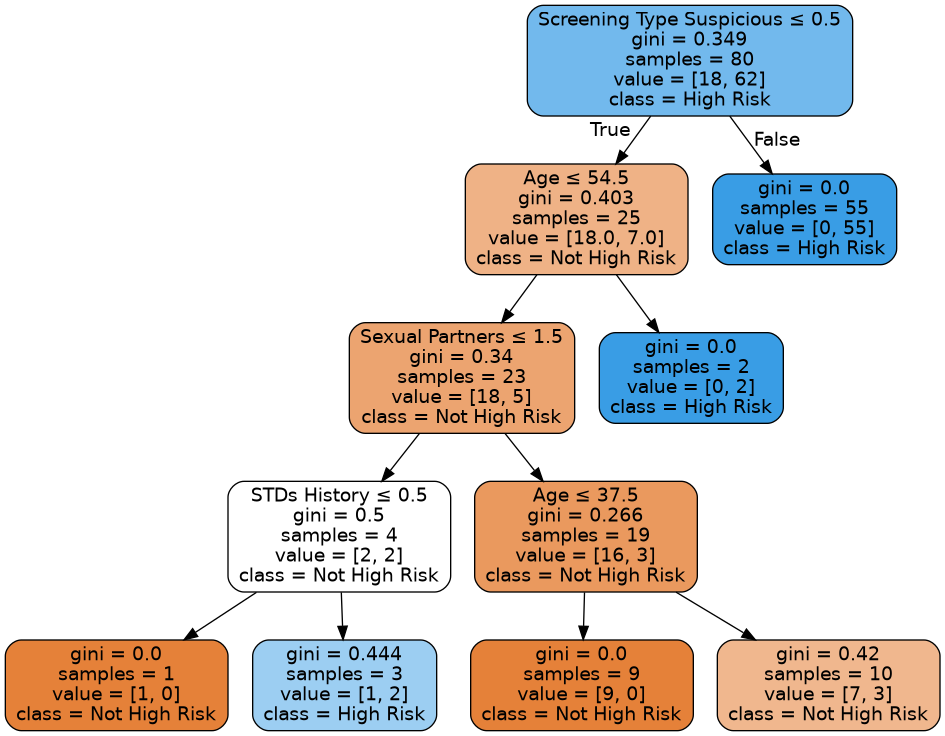 Screening Type Suspicious ≤ 0.5
gini = 0.349
samples = 80
value = [18, 62]
class = High Risk
True
False
Age ≤ 54.5
gini = 0.403
samples = 25
value = [18.0, 7.0]
class = Not High Risk
gini = 0.0
samples = 55
value = [0, 55]
class = High Risk
Sexual Partners ≤ 1.5
gini = 0.34
samples = 23
value = [18, 5]
class = Not High Risk
gini = 0.0
samples = 2
value = [0, 2]
class = High Risk
STDs History ≤ 0.5
gini = 0.5
samples = 4
value = [2, 2]
class = Not High Risk
Age ≤ 37.5
gini = 0.266
samples = 19
value = [16, 3]
class = Not High Risk
gini = 0.0
samples = 1
value = [1, 0]
class = Not High Risk
gini = 0.444
samples = 3
value = [1, 2]
class = High Risk
gini = 0.0
samples = 9
value = [9, 0]
class = Not High Risk
gini = 0.42
samples = 10
value = [7, 3]
class = Not High Risk